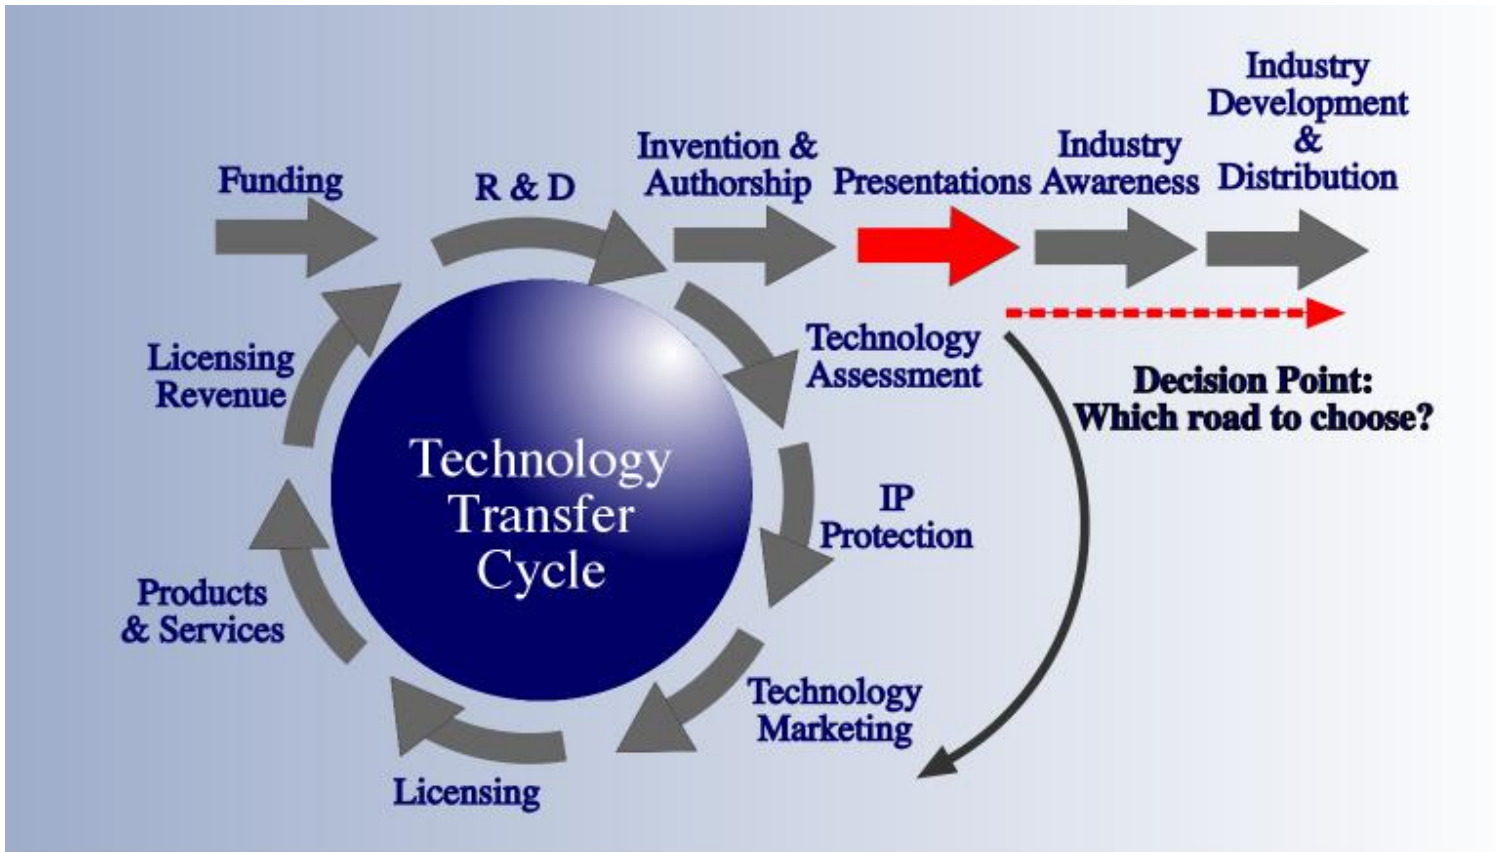 Funding
R & D
Invention &
Authorship
Presentations
Industry
Awareness
Industry
Development
&
Distribution
Technology
Assessment
Decision Point:
Which road to choose?
IP
Protection
Technology
Marketing
Licensing
Products
& Services
Licensing
Revenue
Technology
Transfer
Cycle